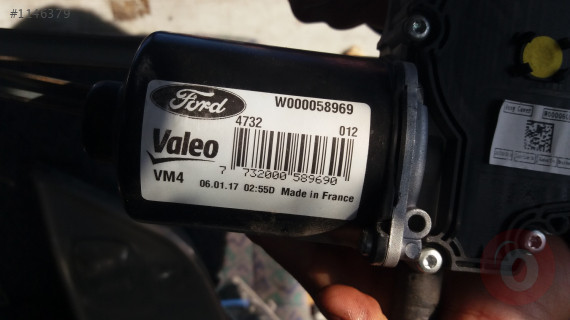 #1146379
Ford
W000058969
4732
012
Valeo
7 732000 589690
VM4
06.01.17 02:55D Made in France